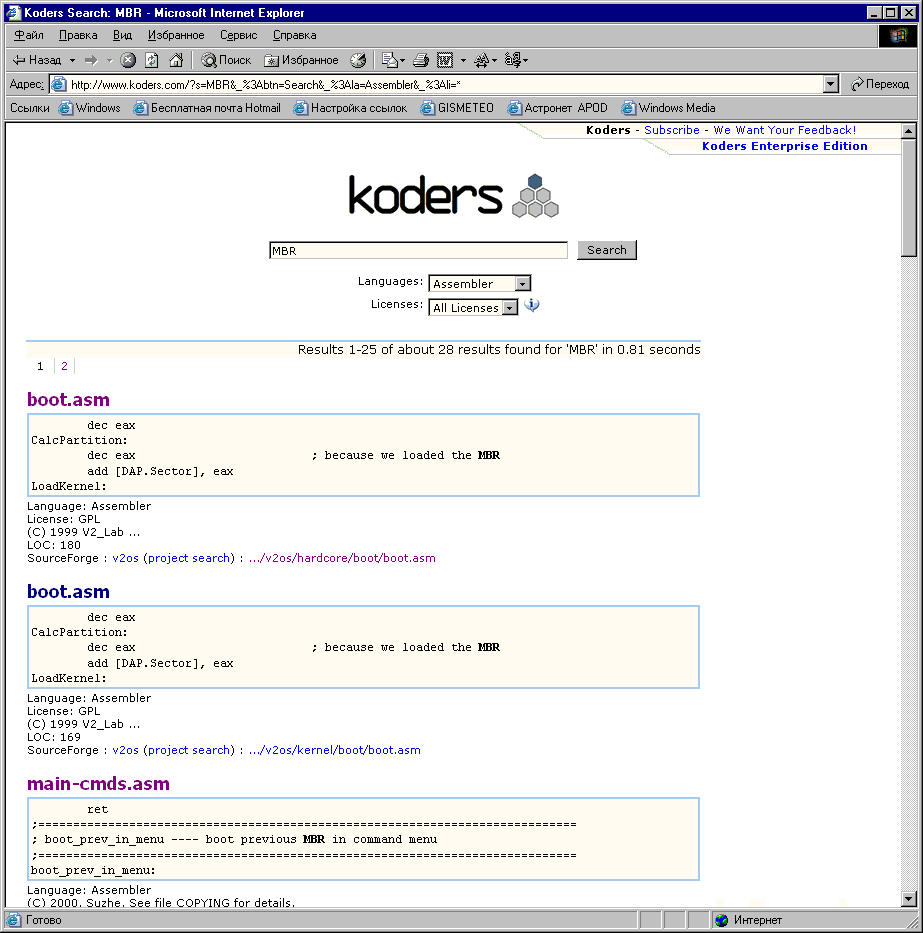 Koders Search: MBR - Microsoft Internet Explorer
Файл Правка Вид Избранное Сервис Справка
Назад Поиск Избранное
Адрес: http://www.koders.com/?s=MBR&_%3Abtn=Search&_%3Ala=Assembler&_%3Ali=* Переход
Ссылки Windows Бесплатная почта Hotmail Настройка ссылок GISMETEO Астронет APOD Windows Media
Koders - Subscribe - We Want Your Feedback!
Koders Enterprise Edition
koders
MBR Search
Languages: Assembler
Licenses: All Licenses
Results 1-25 of about 28 results found for 'MBR' in 0.81 seconds
1 2
boot.asm
dec eax
CalcPartition:
dec eax ; because we loaded the MBR
add [DAP.Sector], eax
LoadKernel:
Language: Assembler
License: GPL
(C) 1999 V2_Lab ...
LOC: 180
SourceForge : v2os (project search) : .../v2os/hardcore/boot/boot.asm
boot.asm
dec eax
CalcPartition:
dec eax ; because we loaded the MBR
add [DAP.Sector], eax
LoadKernel:
Language: Assembler
License: GPL
(C) 1999 V2_Lab ...
LOC: 169
SourceForge : v2os (project search) : .../v2os/kernel/boot/boot.asm
main-cmds.asm
ret
;=============================================================================
; boot_prev_in_menu ---- boot previous MBR in command menu
;=============================================================================
boot_prev_in_menu:
Language: Assembler
(C) 2000. Suzhe. See file COPYING for details.
Готово Интернет